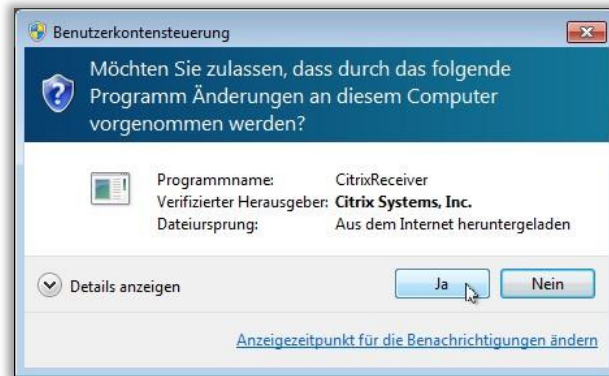 Benutzerkontensteuerung
Möchten Sie zulassen, dass durch das folgende
Programm Änderungen an diesem Computer
vorgenommen werden?
Programmname: CitrixReceiver
Verifizierter Herausgeber: Citrix Systems, Inc.
Dateiursprung: Aus dem Internet heruntergeladen
Details anzeigen Ja Nein
Anzeigezeitpunkt für die Benachrichtigungen ändern